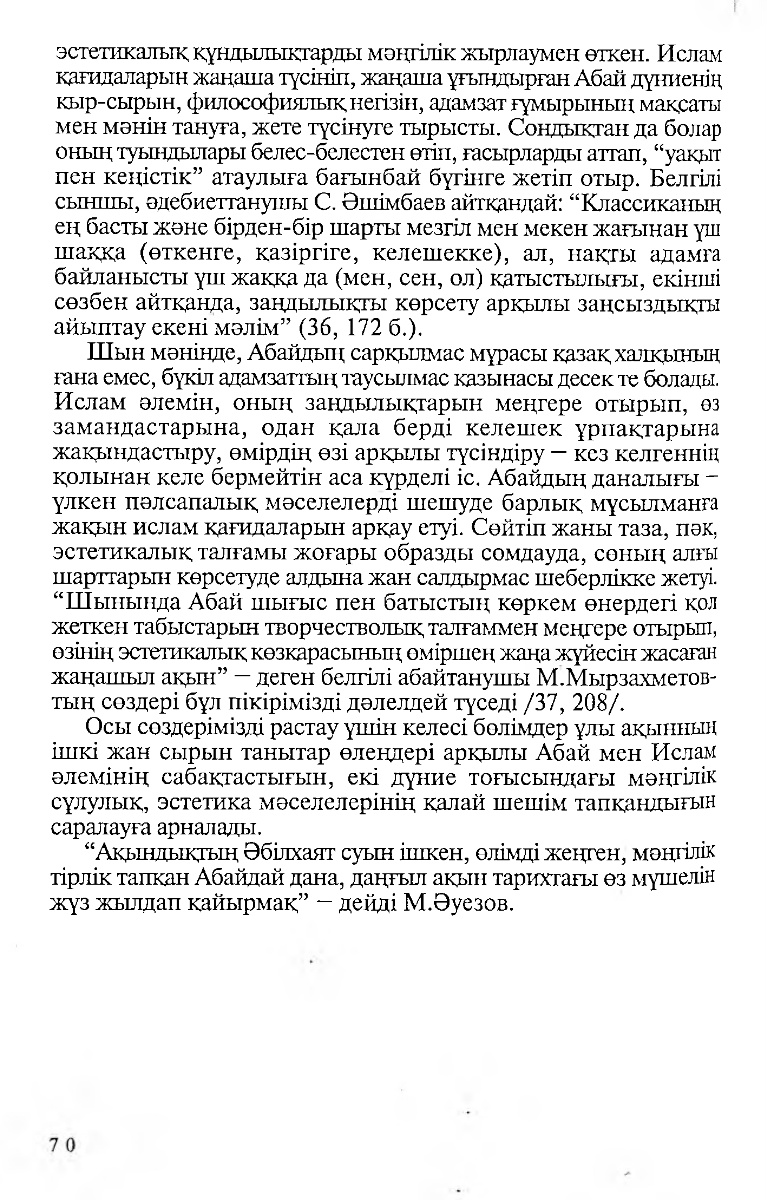 эстетикалық құндылықтарды мәңгілік жырлаумен өткен. Ислам
қағидаларын жаңаша түсініп, жаңаша ұғындырған Абай дүниенің
қыр-сырын, философиялық негізін, адамзат ғұмырының мақсаты
мен мәнін тануға, жете түсінуге тырысты. Сондықтан да болар
оның туындылары белес-белестен өтіп, ғасырларды аттап, “уақыт
пен кеңістік” атаулыға бағынбай бүгінге жетіп отыр. Белгілі
сыншы, әдебиеттанушы С. Әшімбаев айтқандай: “Классиканың
ең басты және бірден-бір шарты мезгіл мен мекен жағынан үш
шаққа (өткенге, қазіргіге, келешекке), ал, нақты адамға
байланысты үш жаққа да (мен, сен, ол) қатыстылығы, екінші
сөзбен айтқанда, заңдылықты көрсету арқылы заңсыздықты
айыптау екені мәлім” (36, 172 б.).
Шын мәнінде, Абайдың сарқылмас мұрасы қазақ халқының
ғана емес, бүкіл адамзаттың таусылмас қазынасы десек те болады.
Ислам әлемін, оның заңдылықтарын меңгере отырып, өз
замандастарына, одан қала берді келешек ұрпақтарына
жақындастыру, өмірдің өзі арқылы түсіндіру — кез келгеннің
қолынан келе бермейтін аса күрделі іс. Абайдың даналығы –
үлкен пәлсапалық мәселелерді шешуде барлық мұсылманға
жақын ислам қағидаларын арқау етуі. Сөйтіп жаны таза, пәк,
эстетикалық талғамы жоғары образды сомдауда, соның алғы
шарттарын көрсетуде алдына жан салдырмас шеберлікке жетуі.
“Шынында Абай шығыс пен батыстың көркем өнердегі қол
жеткен табыстарын творчестволық талғаммен меңгере отырып,
өзінің эстетикалық көзкарасының өміршең жаңа жүйесін жасаған
жаңашыл ақын” — деген белгілі абайтанушы М.Мырзахметов-
тың сөздері бұл пікірімізді дәлелдей түседі /37, 208/.
Осы сөздерімізді растау үшін келесі бөлімдер ұлы ақынның
ішкі жан сырын танытар өлеңдері арқылы Абай мен Ислам
әлемінің сабақтастығын, екі дүние тоғысындағы мәңгілік
сұлулық, эстетика мәселелерінің қалай шешім тапқандығын
саралауға арналады.
“Ақындықтың Әбілхаят суын ішкен, өлімді жеңген, мәңгілік
тірлік тапқан Абайдай дана, даңғыл ақын тарихтағы өз мүшелін
жүз жылдап қайырмақ” — дейді М.Әуезов.
70